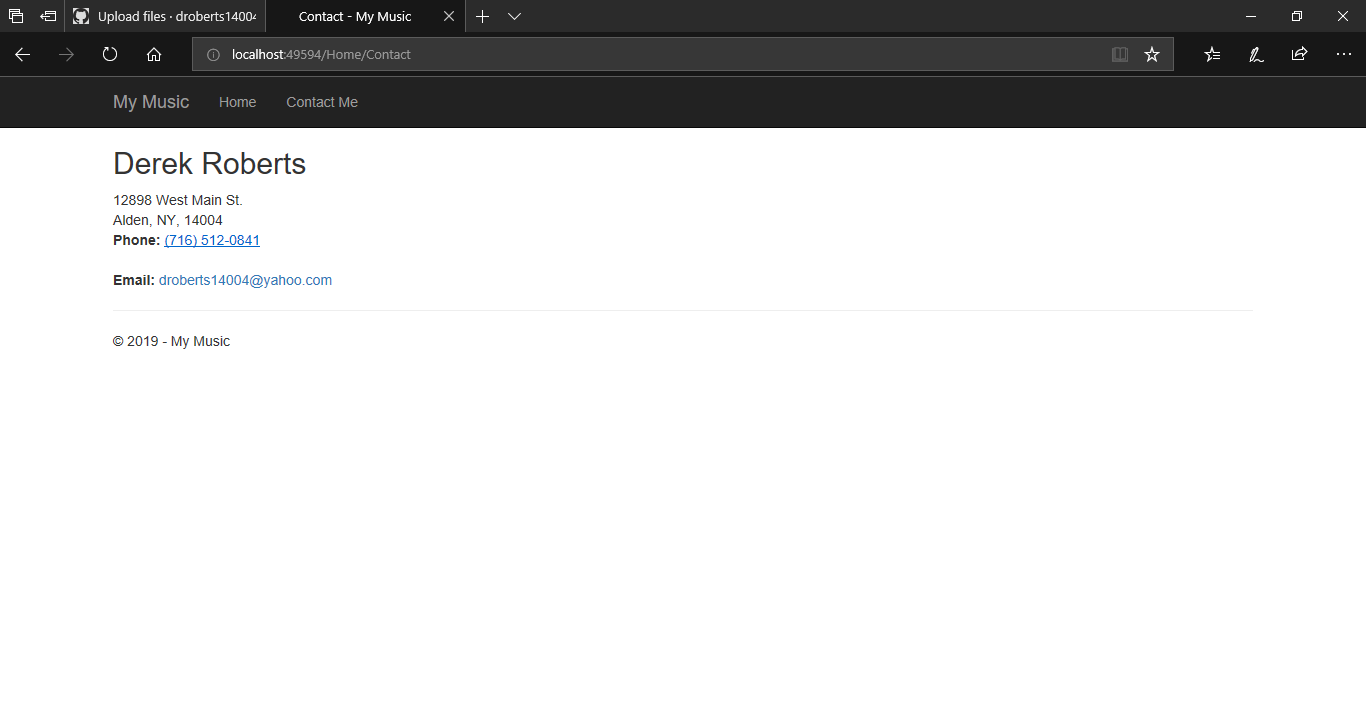 Upload files · droberts14004
Contact - My Music
localhost:49594/Home/Contact
My Music Home Contact Me
Derek Roberts
12898 West Main St.
Alden, NY, 14004
Phone: (716) 512-0841
Email: droberts14004@yahoo.com
© 2019 - My Music